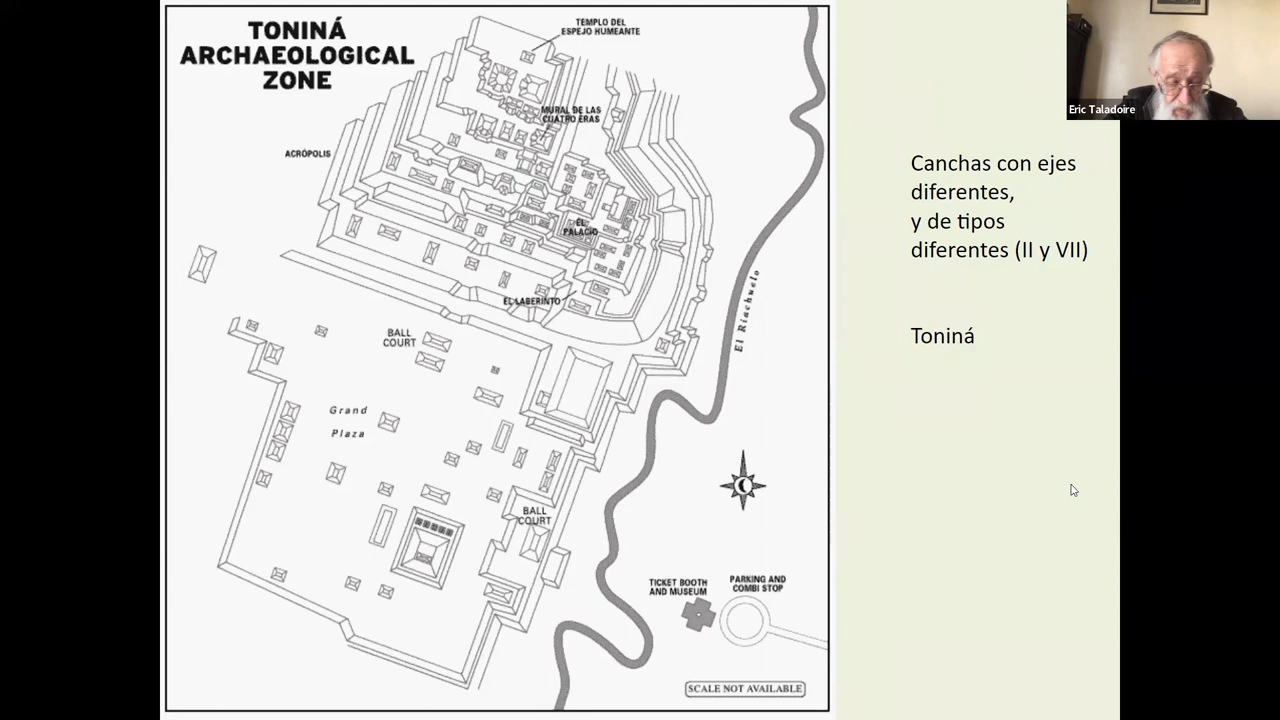 TONINÁ
ARCHAEOLOGICAL
ZONE
TEMPLO DEL
ESPEJO HUMEANTE
MURAL DE LAS
CUATRO ERAS
ACRÓPOLIS
EL
PALACIO
EL LABERINTO
BALL
COURT
Grand
Plaza
BALL
COURT
El Riachuelo
TICKET BOOTH
AND MUSEUM
PARKING AND
COMBI STOP
SCALE NOT AVAILABLE
Eric Taladoire
Canchas con ejes
diferentes,
y de tipos
diferentes (II y VII)
Toniná